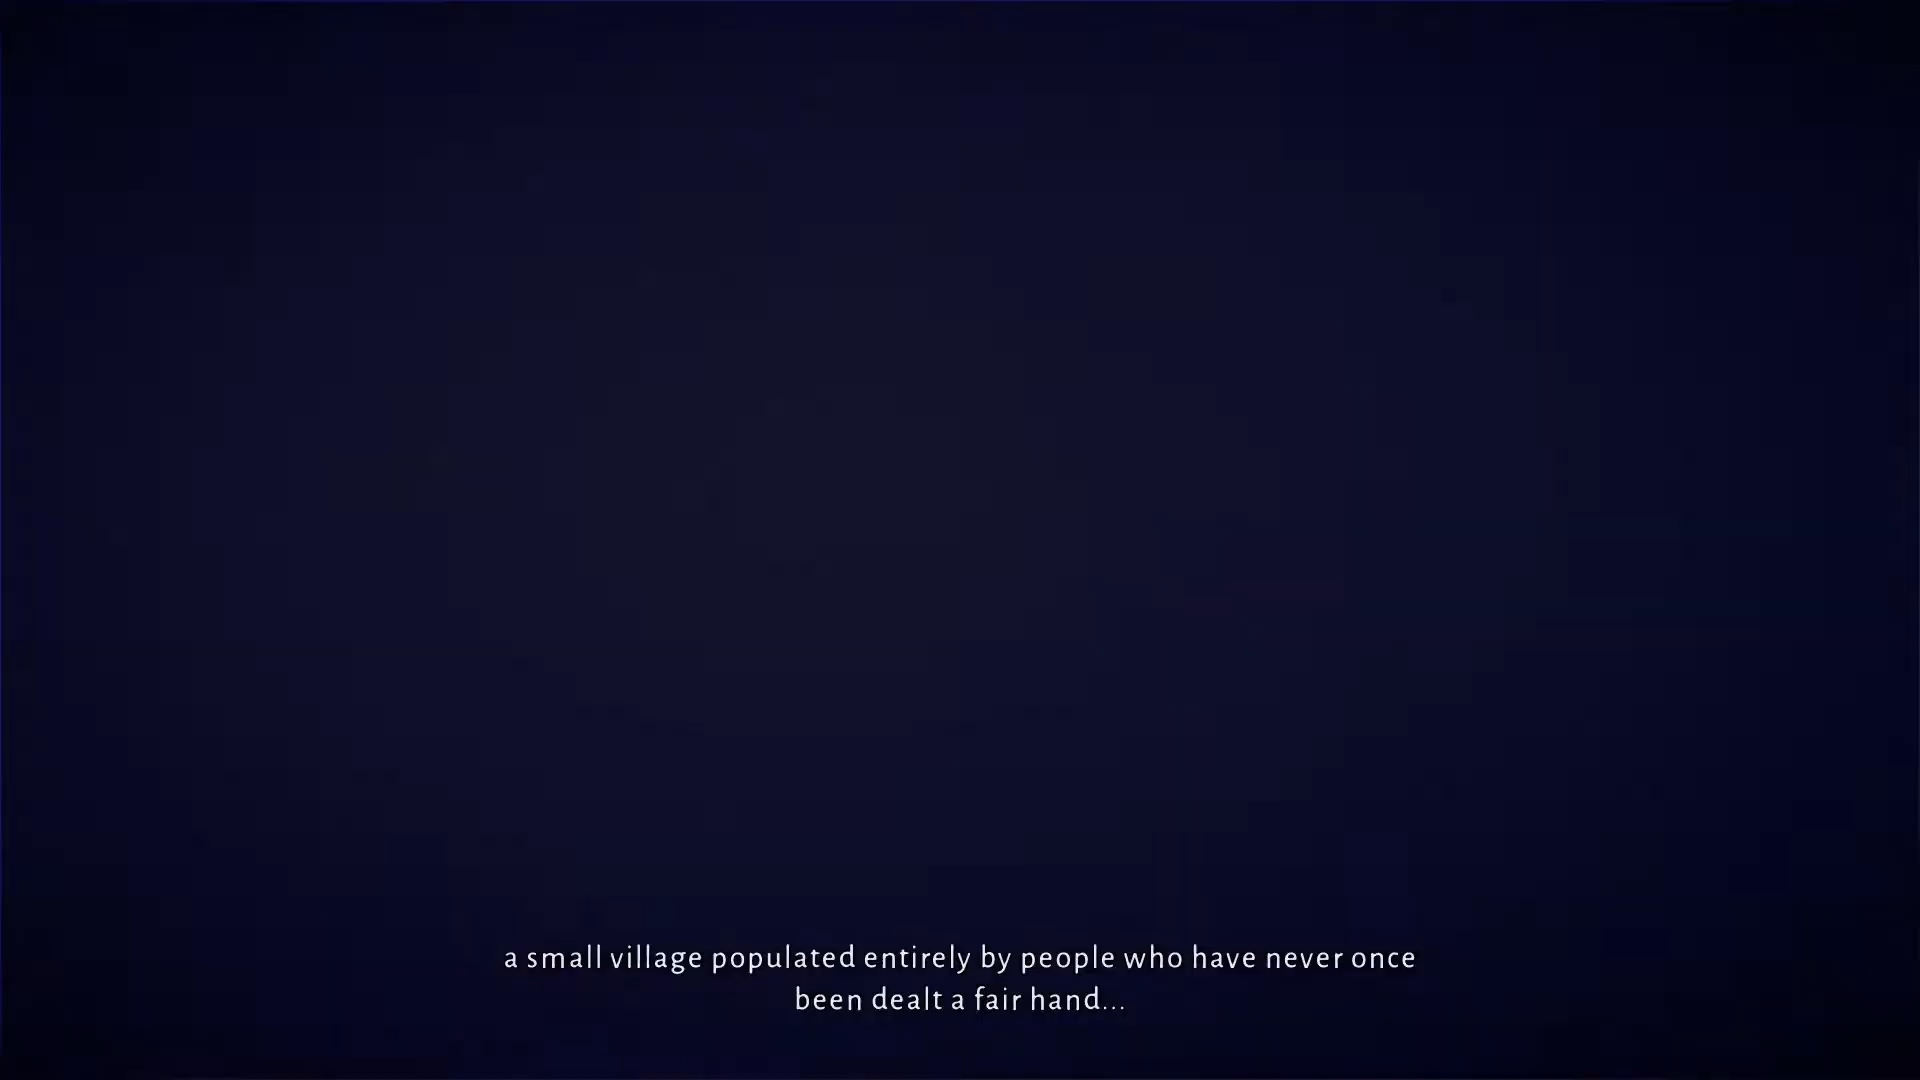 a small village populated entirely by people who have never once
been dealt a fair hand...